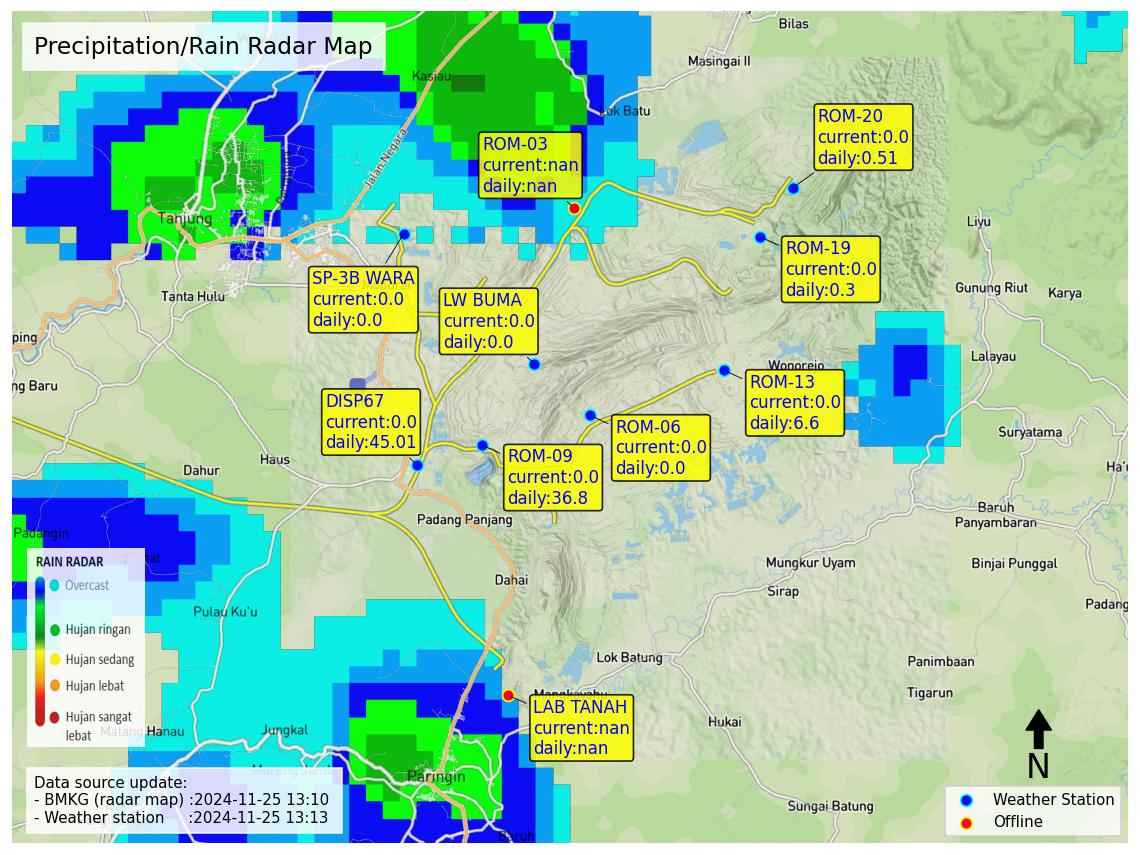 Precipitation/Rain Radar Map
Bilas
Masingai II
Kasiau
Lok Batu
Jalan Negara
ROM-20
current:0.0
daily:0.51
ROM-03
current:nan
daily:nan
Tanjung
Liyu
ROM-19
current:0.0
daily:0.3
SP-3B WARA
current:0.0
daily:0.0
LW BUMA
current:0.0
daily:0.0
Tanta Hulu
Gunung Riut
Karya
ping
Lalayau
Wonorejo
ng Baru
ROM-13
current:0.0
daily:6.6
DISP67
current:0.0
daily:45.01
ROM-06
current:0.0
daily:0.0
Suryatama
ROM-09
current:0.0
daily:36.8
Haus
Dahur
Ha'u
Padang Panjang
Baruh
Panyambaran
Padangin
Mungkur Uyam
Binjai Punggal
Dahai
Sirap
Padang
Pulau Ku'u
RAIN RADAR
Overcast
Hujan ringan
Hujan sedang
Hujan lebat
Hujan sangat
lebat
Lok Batung
Panimbaan
Tigarun
Mangkayahu
LAB TANAH
current:nan
daily:nan
Hukai
Matang Hanau
Jungkal
Paringin
Sungai Batung
Baruh
Data source update:
- BMKG (radar map) :2024-11-25 13:10
- Weather station :2024-11-25 13:13
N
Weather Station
Offline